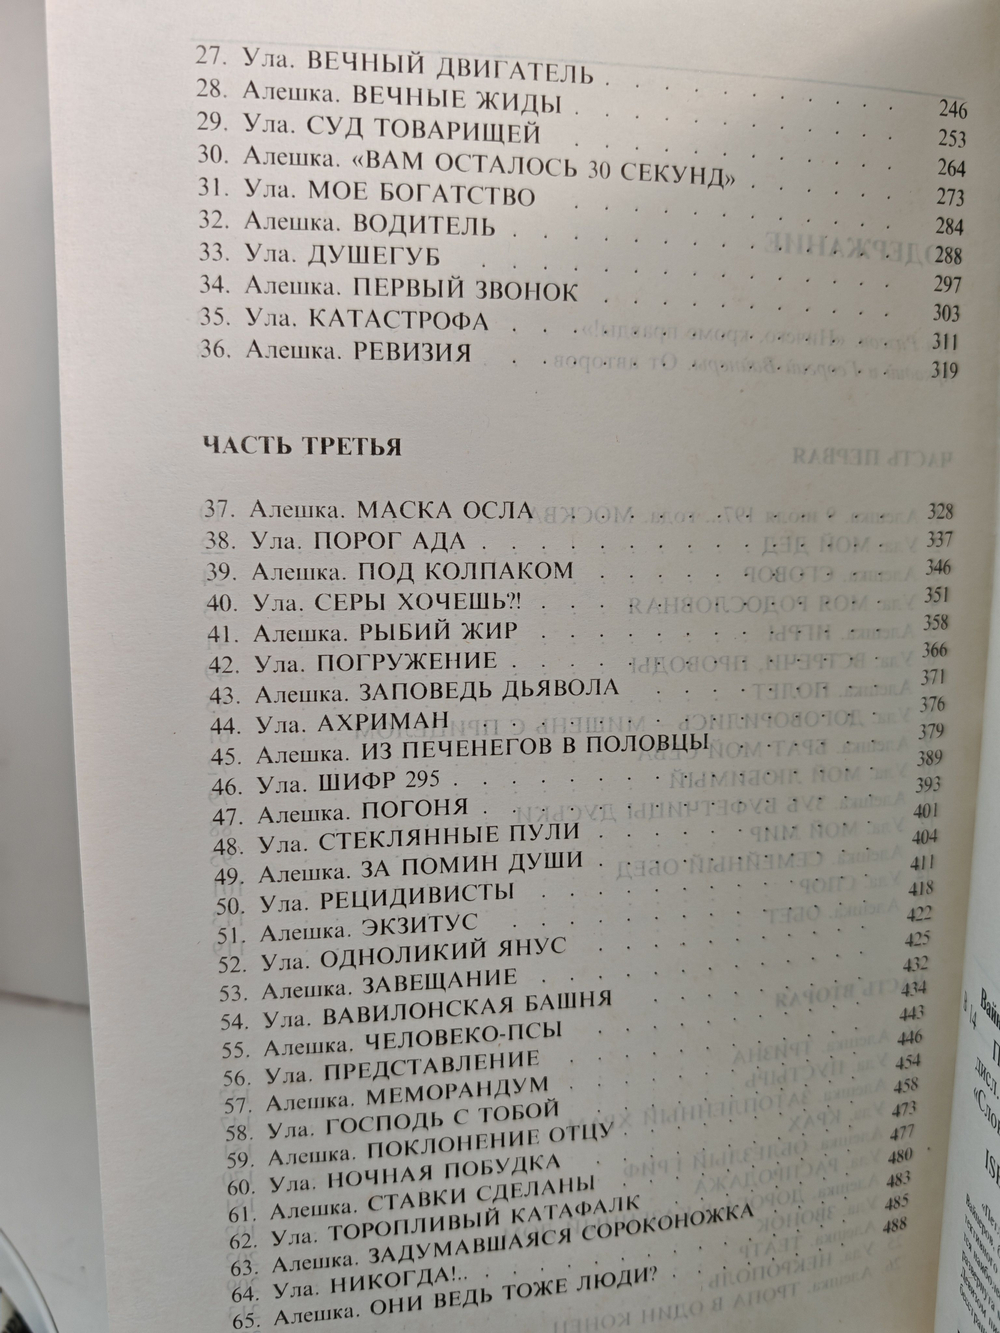 27. Ула. ВЕЧНЫЙ ДВИГАТЕЛЬ . . . . . . . . 246
28. Алешка. ВЕЧНЫЕ ЖИДЫ . . . . . . . . 253
29. Ула. СУД ТОВАРИЩЕЙ . . . . . . . . 264
30. Алешка. «ВАМ ОСТАЛОСЬ 30 СЕКУНД» . . . . . 273
31. Ула. МОЕ БОГАТСТВО . . . . . . . . 284
32. Алешка. ВОДИТЕЛЬ . . . . . . . . 288
33. Ула. ДУШЕГУБ . . . . . . . . 297
34. Алешка. ПЕРВЫЙ ЗВОНОК . . . . . . . . 303
35. Ула. КАТАСТРОФА . . . . . . . . 311
36. Алешка. РЕВИЗИЯ . . . . . . . . 319
ЧАСТЬ ТРЕТЬЯ
37. Алешка. МАСКА ОСЛА . . . . . . . . 328
38. Ула. ПОРОГ АДА . . . . . . . . 337
39. Алешка. ПОД КОЛПАКОМ . . . . . . . . 346
40. Ула. СЕРЫ ХОЧЕШЬ?! . . . . . . . . 351
41. Алешка. РЫБИЙ ЖИР . . . . . . . . 358
42. Ула. ПОГРУЖЕНИЕ . . . . . . . . 366
43. Алешка. ЗАПОВЕДЬ ДЬЯВОЛА . . . . . . . 371
44. Ула. АХРИМАН . . . . . . . . 376
45. Алешка. ИЗ ПЕЧЕНЕГОВ В ПОЛОВЦЫ . . . . . 379
46. Ула. ШИФР 295 . . . . . . . . 389
47. Алешка. ПОГОНЯ . . . . . . . . 393
48. Ула. СТЕКЛЯННЫЕ ПУЛИ . . . . . . . . 401
49. Алешка. ЗА ПОМИН ДУШИ . . . . . . . . 404
50. Ула. РЕЦИДИВИСТЫ . . . . . . . . 411
51. Алешка. ЭКЗИТУС . . . . . . . . 418
52. Ула. ОДНОЛИКИЙ ЯНУС . . . . . . . . 422
53. Алешка. ЗАВЕЩАНИЕ . . . . . . . . 425
54. Ула. ВАВИЛОНСКАЯ БАШНЯ . . . . . . . 432
55. Алешка. ЧЕЛОВЕКО-ПСЫ . . . . . . . . 434
56. Ула. ПРЕДСТАВЛЕНИЕ . . . . . . . . 443
57. Алешка. МЕМОРАНДУМ . . . . . . . . 446
58. Ула. ГОСПОДЬ С ТОБОЙ . . . . . . . . 454
59. Алешка. ПОКЛОНЕНИЕ ОТЦУ . . . . . . . 458
60. Ула. НОЧНАЯ ПОБУДКА . . . . . . . . 473
61. Алешка. СТАВКИ СДЕЛАНЫ . . . . . . . . 477
62. Ула. ТОРОПЛИВЫЙ КАТАФАЛК . . . . . . . 480
63. Алешка. ЗАДУМАВШАЯСЯ СОРОКОНОЖКА . . . . 483
64. Ула. НИКОГДА!.. . . . . . . . . 485
65. Алешка. ОНИ ВЕДЬ ТОЖЕ ЛЮДИ? . . . . . . 488